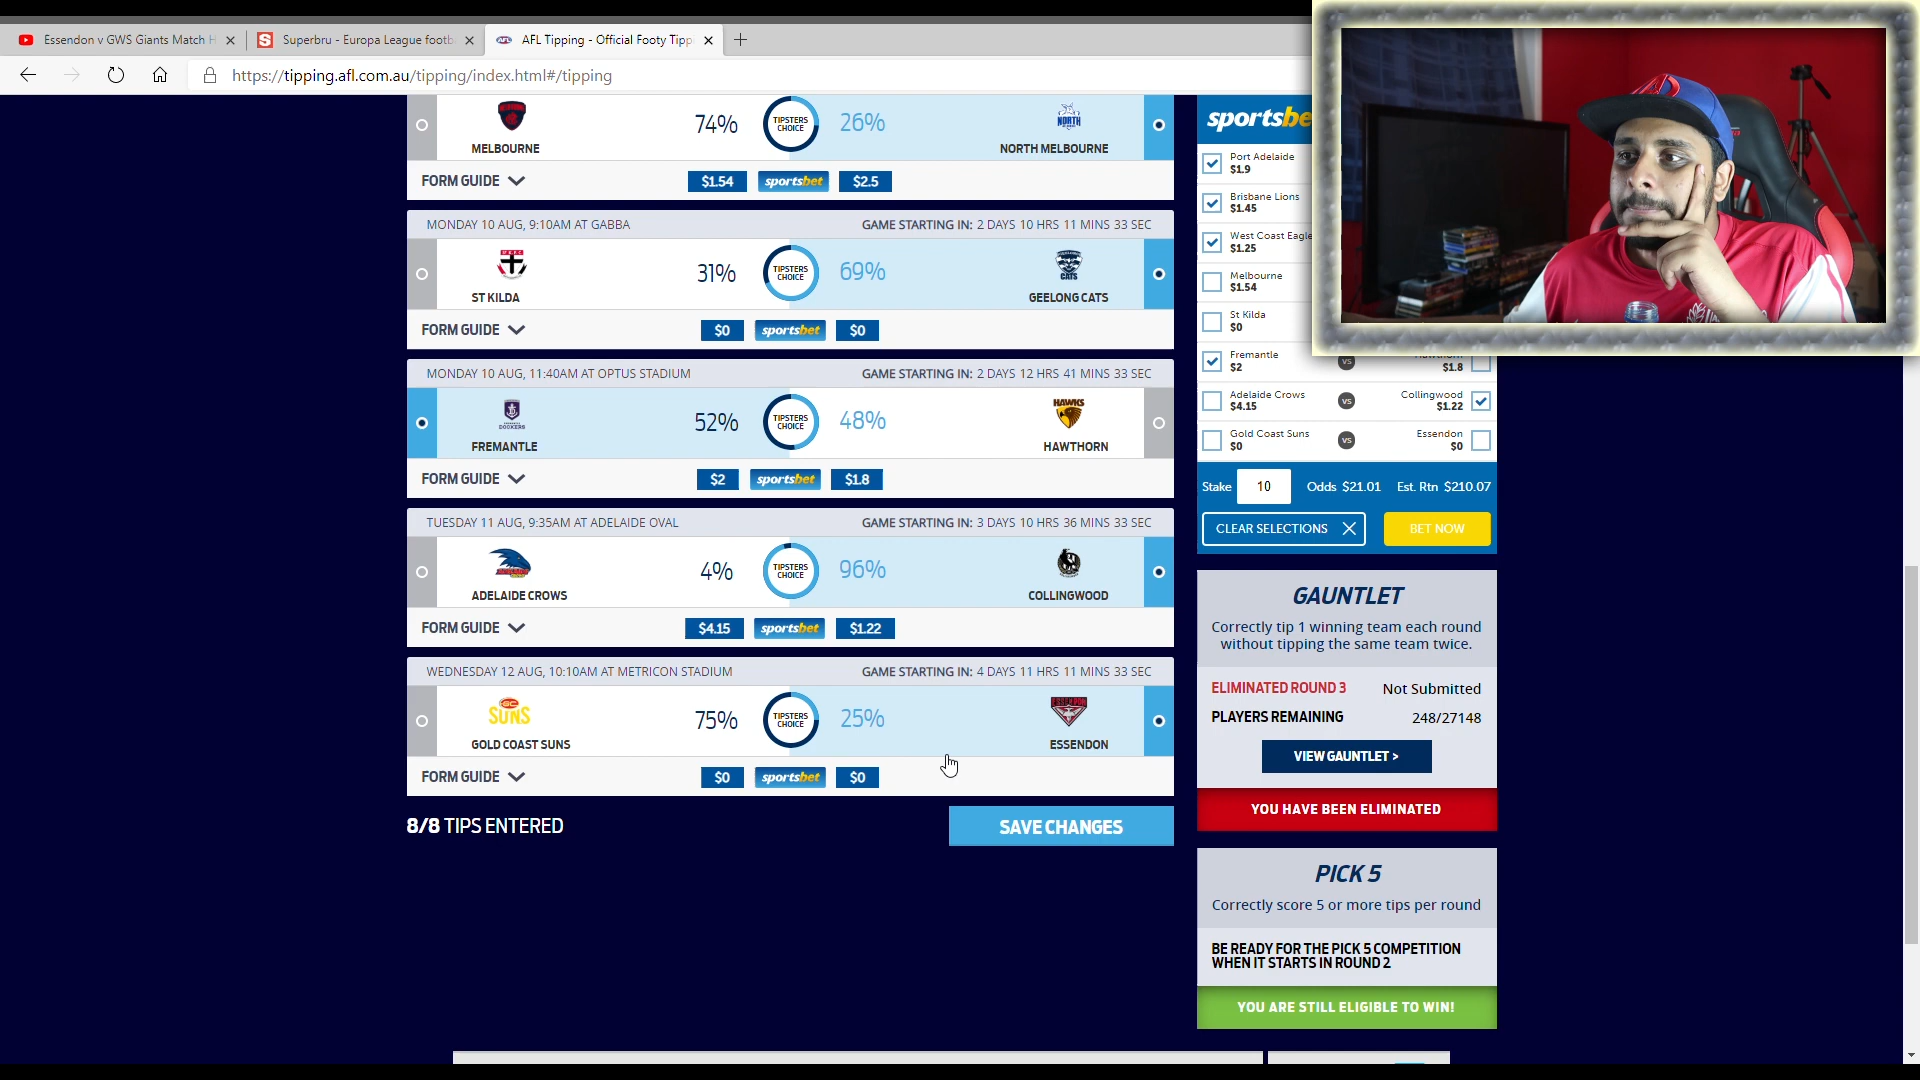 Essendon v GWS Giants Match H
Superbru - Europa League footb
AFL Tipping - Official Footy Tipp
https://tipping.afl.com.au/tipping/index.html#/tipping
MELBOURNE
74%
TIPSTERS CHOICE
26%
NORTH
NORTH MELBOURNE
FORM GUIDE
$1.54
sportsbet
$2.5
MONDAY 10 AUG, 9:10AM AT GABBA
GAME STARTING IN: 2 DAYS 10 HRS 11 MINS 33 SEC
ST KILDA
31%
TIPSTERS CHOICE
69%
CATS
GEELONG CATS
FORM GUIDE
$0
sportsbet
$0
MONDAY 10 AUG, 11:40AM AT OPTUS STADIUM
GAME STARTING IN: 2 DAYS 12 HRS 41 MINS 33 SEC
FREMANTLE
52%
TIPSTERS CHOICE
48%
HAWKS
HAWTHORN
FORM GUIDE
$2
sportsbet
$1.8
TUESDAY 11 AUG, 9:35AM AT ADELAIDE OVAL
GAME STARTING IN: 3 DAYS 10 HRS 36 MINS 33 SEC
ADELAIDE CROWS
4%
TIPSTERS CHOICE
96%
COLLINGWOOD
FORM GUIDE
$4.15
sportsbet
$1.22
WEDNESDAY 12 AUG, 10:10AM AT METRICON STADIUM
GAME STARTING IN: 4 DAYS 11 HRS 11 MINS 33 SEC
GC
SUNS
GOLD COAST SUNS
75%
TIPSTERS CHOICE
25%
ESSENDON
ESSENDON
FORM GUIDE
$0
sportsbet
$0
8/8 TIPS ENTERED
SAVE CHANGES
sportsbe
Port Adelaide
$1.9
Brisbane Lions
$1.45
West Coast Eagle
$1.25
Melbourne
$1.54
St Kilda
$0
Fremantle
$2
vs
$1.8
Adelaide Crows
$4.15
vs
Collingwood
$1.22
Gold Coast Suns
$0
vs
Essendon
$0
Stake
10
Odds $21.01
Est. Rtn $210.07
CLEAR SELECTIONS
BET NOW
GAUNTLET
Correctly tip 1 winning team each round
without tipping the same team twice.
ELIMINATED ROUND 3
Not Submitted
PLAYERS REMAINING
248/27148
VIEW GAUNTLET >
YOU HAVE BEEN ELIMINATED
PICK 5
Correctly score 5 or more tips per round
BE READY FOR THE PICK 5 COMPETITION
WHEN IT STARTS IN ROUND 2
YOU ARE STILL ELIGIBLE TO WIN!